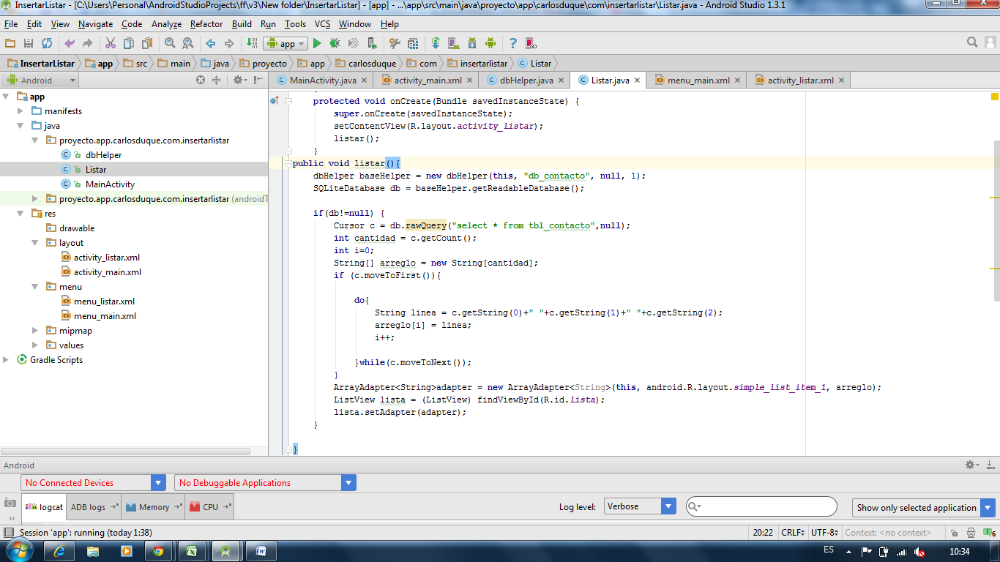 InsertarListar - [C:\Users\Personal\AndroidStudioProjects\ff\v3\New folder\InsertarListar] - [app] - ...\app\src\main\java\proyecto\app\carlosduque\com\insertarlistar\Listar.java - Android Studio 1.3.1
File Edit View Navigate Code Analyze Refactor Build Run Tools VCS Window Help
app
InsertarListar app src main java proyecto app carlosduque com insertarlistar Listar
Android
MainActivity.java activity_main.xml dbHelper.java Listar.java menu_main.xml activity_listar.xml
app
manifests
java
proyecto.app.carlosduque.com.insertarlistar
dbHelper
Listar
MainActivity
proyecto.app.carlosduque.com.insertarlistar (androidT
res
drawable
layout
activity_listar.xml
activity_main.xml
menu
menu_listar.xml
menu_main.xml
mipmap
values
Gradle Scripts
protected void onCreate(Bundle savedInstanceState) {
super.onCreate(savedInstanceState);
setContentView(R.layout.activity_listar);
listar();
}
public void listar(){
dbHelper baseHelper = new dbHelper(this, "db_contacto", null, 1);
SQLiteDatabase db = baseHelper.getReadableDatabase();
if(db!=null) {
Cursor c = db.rawQuery("select * from tbl_contacto",null);
int cantidad = c.getCount();
int i=0;
String[] arreglo = new String[cantidad];
if (c.moveToFirst()){
do{
String linea = c.getString(0)+" "+c.getString(1)+" "+c.getString(2);
arreglo[i] = linea;
i++;
}while(c.moveToNext());
}
ArrayAdapter<String>adapter = new ArrayAdapter<String>(this, android.R.layout.simple_list_item_1, arreglo);
ListView lista = (ListView) findViewById(R.id.lista);
lista.setAdapter(adapter);
}
}
Android
No Connected Devices No Debuggable Applications
logcat ADB logs Memory CPU Log level: Verbose Show only selected application
Session 'app': running (today 1:38) 20:22 CRLF UTF-8 Context: <no context> 6
ES 10:34